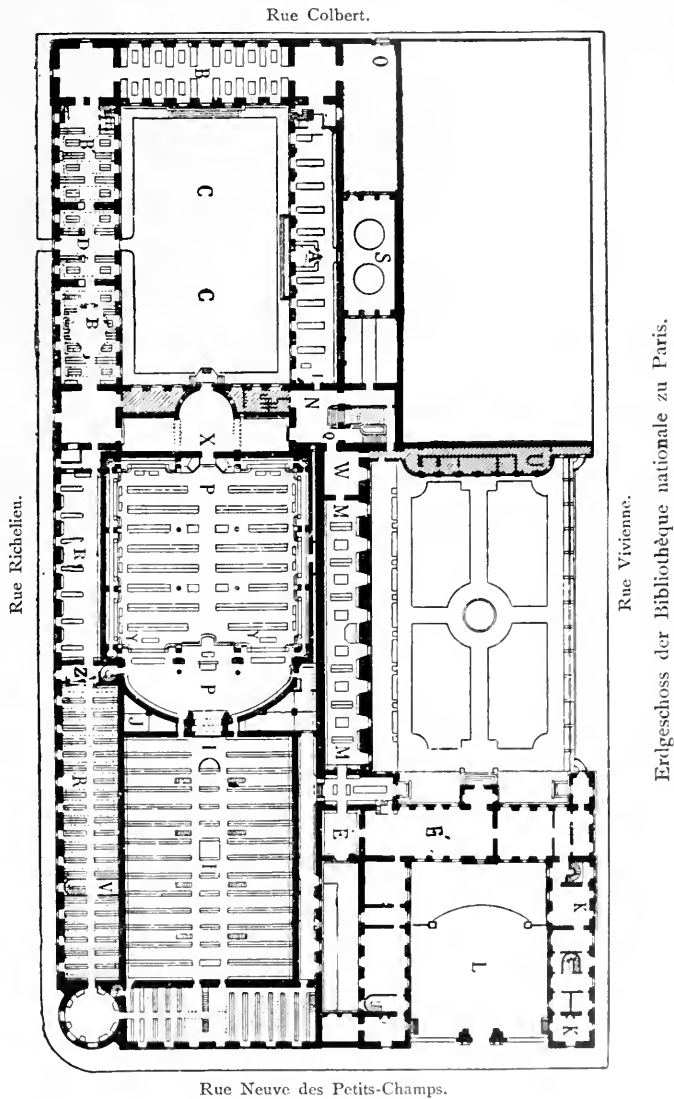 Rue Colbert.
B
O
B
C
S
D
A
C
B
N
X
W
U
P
M
R
Y
Y
Z
P
J
M
I
R
E
E
V
I
K
L
K
I
Rue Richelieu.
Rue Vivienne.
Rue Neuve des Petits-Champs.
Erdgeschoss der Bibliothèque nationale zu Paris.